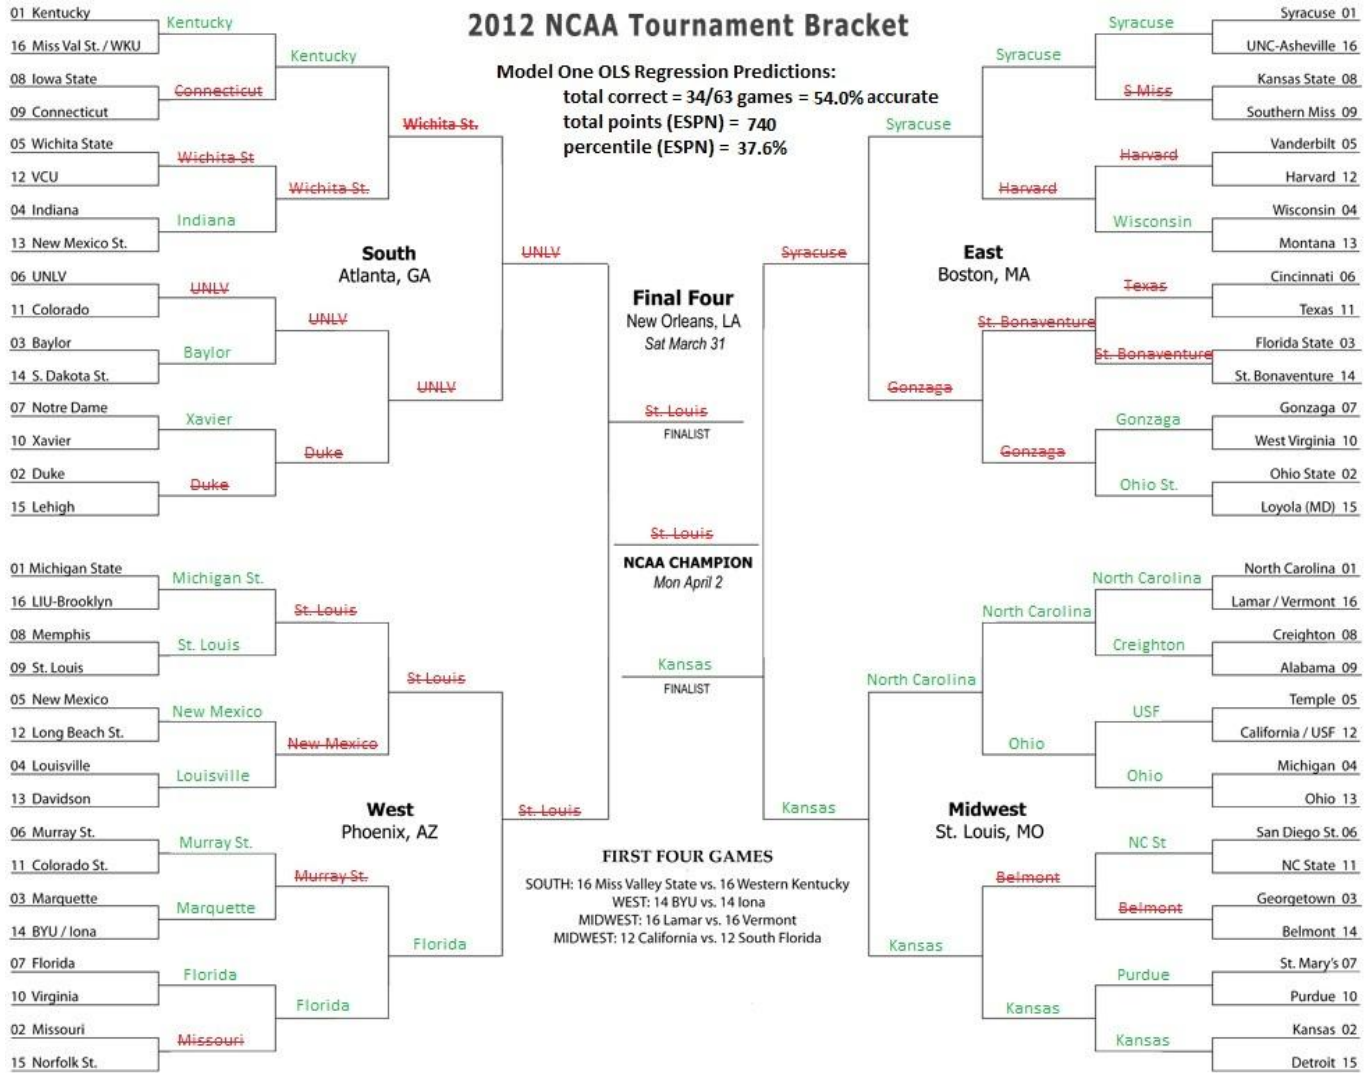 2012 NCAA Tournament Bracket
Model One OLS Regression Predictions:
total correct = 34/63 games = 54.0% accurate
total points (ESPN) = 740
percentile (ESPN) = 37.6%
01 Kentucky
16 Miss Val St. / WKU
08 Iowa State
09 Connecticut
05 Wichita State
12 VCU
04 Indiana
13 New Mexico St.
06 UNLV
11 Colorado
03 Baylor
14 S. Dakota St.
07 Notre Dame
10 Xavier
02 Duke
15 Lehigh
Kentucky
Connecticut
Wichita St
Indiana
UNLV
Baylor
Xavier
Duke
Kentucky
Wichita St.
UNLV
Duke
Wichita St.
UNLV
UNLV
South
Atlanta, GA
01 Michigan State
16 LIU-Brooklyn
08 Memphis
09 St. Louis
05 New Mexico
12 Long Beach St.
04 Louisville
13 Davidson
06 Murray St.
11 Colorado St.
03 Marquette
14 BYU / Iona
07 Florida
10 Virginia
02 Missouri
15 Norfolk St.
Michigan St.
St. Louis
New Mexico
Louisville
Murray St.
Marquette
Florida
Missouri
St. Louis
New Mexico
Murray St.
Florida
St Louis
Florida
St. Louis
West
Phoenix, AZ
Final Four
New Orleans, LA
Sat March 31
St. Louis
FINALIST
St. Louis
NCAA CHAMPION
Mon April 2
Kansas
FINALIST
FIRST FOUR GAMES
SOUTH: 16 Miss Valley State vs. 16 Western Kentucky
WEST: 14 BYU vs. 14 Iona
MIDWEST: 16 Lamar vs. 16 Vermont
MIDWEST: 12 California vs. 12 South Florida
Syracuse 01
UNC-Asheville 16
Kansas State 08
Southern Miss 09
Vanderbilt 05
Harvard 12
Wisconsin 04
Montana 13
Cincinnati 06
Texas 11
Florida State 03
St. Bonaventure 14
Gonzaga 07
West Virginia 10
Ohio State 02
Loyola (MD) 15
Syracuse
S Miss
Harvard
Wisconsin
Texas
St. Bonaventure
Gonzaga
Ohio St.
Syracuse
Harvard
St. Bonaventure
Gonzaga
Syracuse
Gonzaga
Syracuse
East
Boston, MA
North Carolina 01
Lamar / Vermont 16
Creighton 08
Alabama 09
Temple 05
California / USF 12
Michigan 04
Ohio 13
San Diego St. 06
NC State 11
Georgetown 03
Belmont 14
St. Mary's 07
Purdue 10
Kansas 02
Detroit 15
North Carolina
Creighton
USF
Ohio
NC St
Belmont
Purdue
Kansas
North Carolina
Ohio
Belmont
Kansas
North Carolina
Kansas
Kansas
Midwest
St. Louis, MO